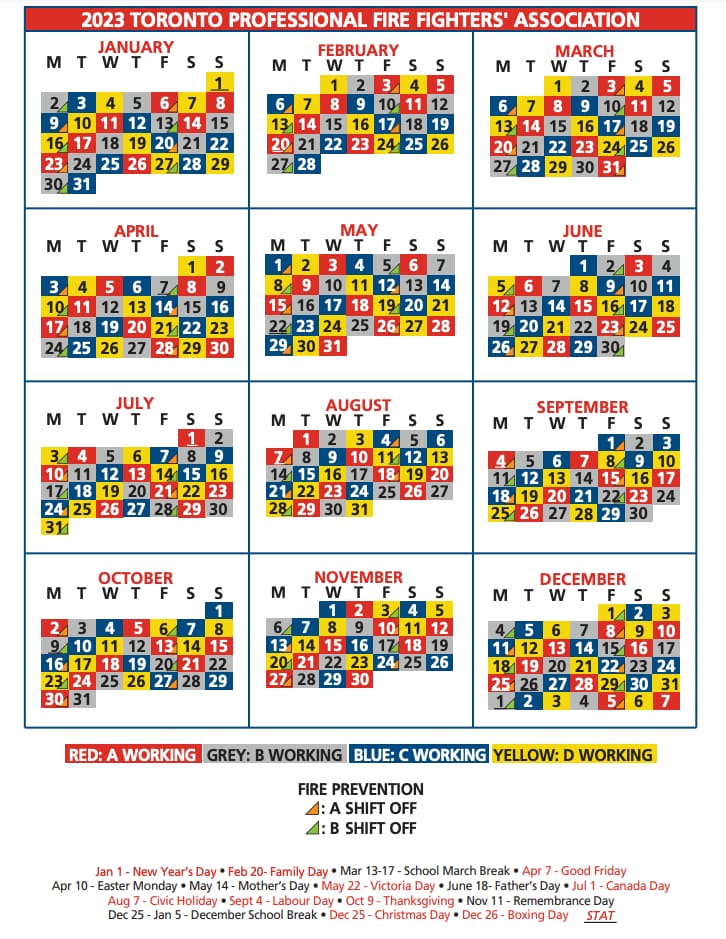 2023 TORONTO PROFESSIONAL FIRE FIGHTERS' ASSOCIATION
JANUARY
M T W T F S S
1
2 3 4 5 6 7 8
9 10 11 12 13 14 15
16 17 18 19 20 21 22
23 24 25 26 27 28 29
30 31
FEBRUARY
M T W T F S S
1 2 3 4 5
6 7 8 9 10 11 12
13 14 15 16 17 18 19
20 21 22 23 24 25 26
27 28
MARCH
M T W T F S S
1 2 3 4 5
6 7 8 9 10 11 12
13 14 15 16 17 18 19
20 21 22 23 24 25 26
27 28 29 30 31
APRIL
M T W T F S S
1 2
3 4 5 6 7 8 9
10 11 12 13 14 15 16
17 18 19 20 21 22 23
24 25 26 27 28 29 30
MAY
M T W T F S S
1 2 3 4 5 6 7
8 9 10 11 12 13 14
15 16 17 18 19 20 21
22 23 24 25 26 27 28
29 30 31
JUNE
M T W T F S S
1 2 3 4
5 6 7 8 9 10 11
12 13 14 15 16 17 18
19 20 21 22 23 24 25
26 27 28 29 30
JULY
M T W T F S S
1 2
3 4 5 6 7 8 9
10 11 12 13 14 15 16
17 18 19 20 21 22 23
24 25 26 27 28 29 30
31
AUGUST
M T W T F S S
1 2 3 4 5 6
7 8 9 10 11 12 13
14 15 16 17 18 19 20
21 22 23 24 25 26 27
28 29 30 31
SEPTEMBER
M T W T F S S
1 2 3
4 5 6 7 8 9 10
11 12 13 14 15 16 17
18 19 20 21 22 23 24
25 26 27 28 29 30
OCTOBER
M T W T F S S
1
2 3 4 5 6 7 8
9 10 11 12 13 14 15
16 17 18 19 20 21 22
23 24 25 26 27 28 29
30 31
NOVEMBER
M T W T F S S
1 2 3 4 5
6 7 8 9 10 11 12
13 14 15 16 17 18 19
20 21 22 23 24 25 26
27 28 29 30
DECEMBER
M T W T F S S
1 2 3
4 5 6 7 8 9 10
11 12 13 14 15 16 17
18 19 20 21 22 23 24
25 26 27 28 29 30 31
1 2 3 4 5 6 7
RED: A WORKING GREY: B WORKING BLUE: C WORKING YELLOW: D WORKING
FIRE PREVENTION
: A SHIFT OFF
: B SHIFT OFF
Jan 1 - New Year's Day • Feb 20- Family Day • Mar 13-17 - School March Break • Apr 7 - Good Friday
Apr 10 - Easter Monday • May 14 - Mother's Day • May 22 - Victoria Day • June 18- Father's Day • Jul 1 - Canada Day
Aug 7 - Civic Holiday • Sept 4 - Labour Day • Oct 9 - Thanksgiving • Nov 11 - Remembrance Day
Dec 25 - Jan 5 - December School Break • Dec 25 - Christmas Day • Dec 26 - Boxing Day STAT